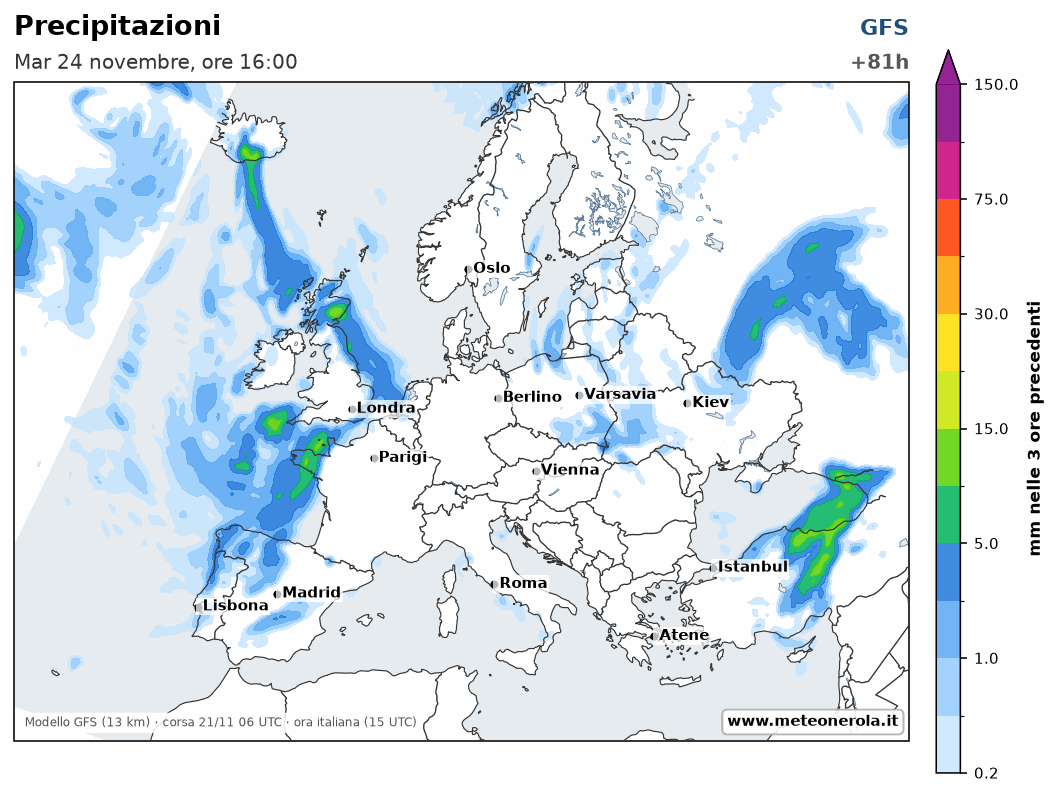 Precipitazioni
GFS
Mar 24 novembre, ore 16:00
+81h
150.0
75.0
30.0
15.0
5.0
1.0
0.2
mm nelle 3 ore precedenti
Oslo
Berlino
Varsavia
Kiev
Londra
Parigi
Vienna
Istanbul
Roma
Madrid
Lisbona
Atene
Modello GFS (13 km) · corsa 21/11 06 UTC · ora italiana (15 UTC)
www.meteonerola.it